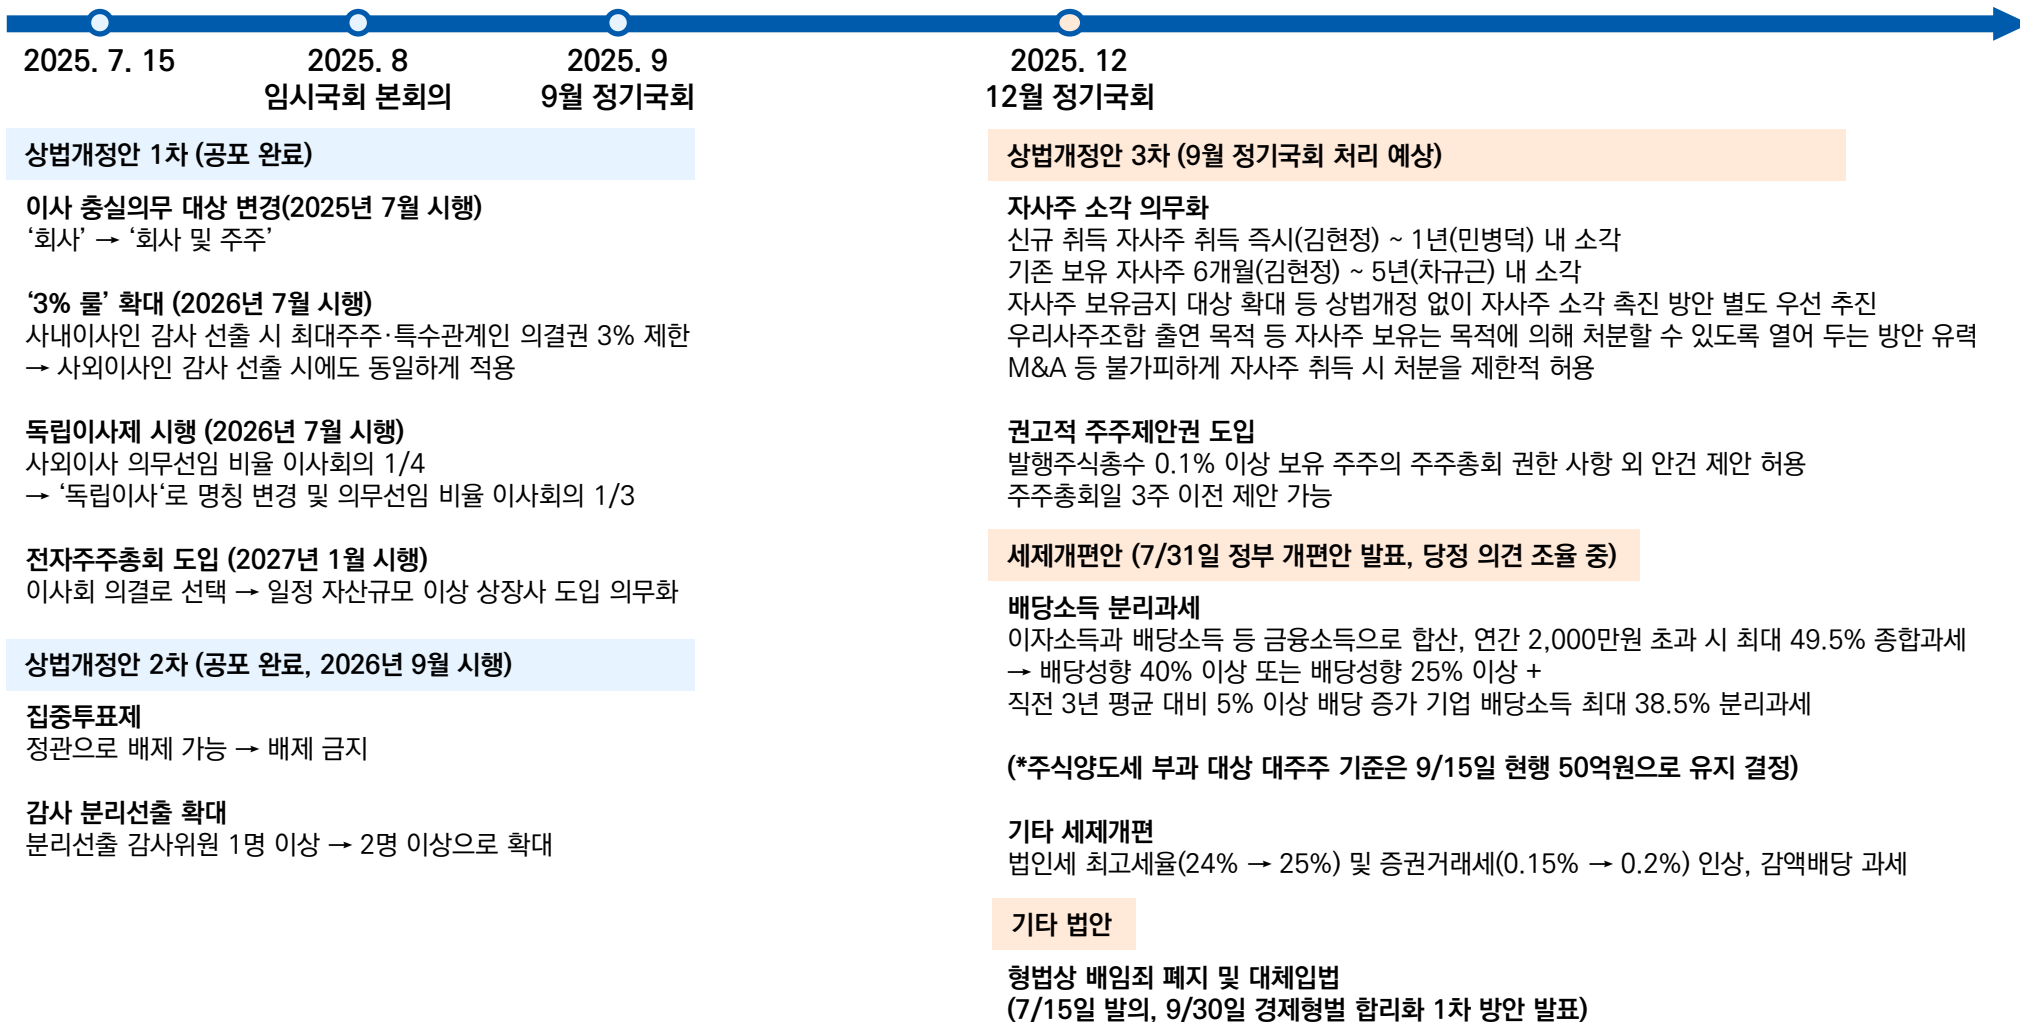 2025. 7. 15
2025. 8
임시국회 본회의
2025. 9
9월 정기국회
2025. 12
12월 정기국회
상법개정안 1차 (공포 완료)
이사 충실의무 대상 변경(2025년 7월 시행)
‘회사’ → ‘회사 및 주주’
‘3% 룰’ 확대 (2026년 7월 시행)
사내이사인 감사 선출 시 최대주주·특수관계인 의결권 3% 제한
→ 사외이사인 감사 선출 시에도 동일하게 적용
독립이사제 시행 (2026년 7월 시행)
사외이사 의무선임 비율 이사회의 1/4
→ ‘독립이사‘로 명칭 변경 및 의무선임 비율 이사회의 1/3
전자주주총회 도입 (2027년 1월 시행)
이사회 의결로 선택 → 일정 자산규모 이상 상장사 도입 의무화
상법개정안 2차 (공포 완료, 2026년 9월 시행)
집중투표제
정관으로 배제 가능 → 배제 금지
감사 분리선출 확대
분리선출 감사위원 1명 이상 → 2명 이상으로 확대
상법개정안 3차 (9월 정기국회 처리 예상)
자사주 소각 의무화
신규 취득 자사주 취득 즉시(김현정) ~ 1년(민병덕) 내 소각
기존 보유 자사주 6개월(김현정) ~ 5년(차규근) 내 소각
자사주 보유금지 대상 확대 등 상법개정 없이 자사주 소각 촉진 방안 별도 우선 추진
우리사주조합 출연 목적 등 자사주 보유는 목적에 의해 처분할 수 있도록 열어 두는 방안 유력
M&A 등 불가피하게 자사주 취득 시 처분을 제한적 허용
권고적 주주제안권 도입
발행주식총수 0.1% 이상 보유 주주의 주주총회 권한 사항 외 안건 제안 허용
주주총회일 3주 이전 제안 가능
세제개편안 (7/31일 정부 개편안 발표, 당정 의견 조율 중)
배당소득 분리과세
이자소득과 배당소득 등 금융소득으로 합산, 연간 2,000만원 초과 시 최대 49.5% 종합과세
→ 배당성향 40% 이상 또는 배당성향 25% 이상 +
직전 3년 평균 대비 5% 이상 배당 증가 기업 배당소득 최대 38.5% 분리과세
(*주식양도세 부과 대상 대주주 기준은 9/15일 현행 50억원으로 유지 결정)
기타 세제개편
법인세 최고세율(24% → 25%) 및 증권거래세(0.15% → 0.2%) 인상, 감액배당 과세
기타 법안
형법상 배임죄 폐지 및 대체입법
(7/15일 발의, 9/30일 경제형벌 합리화 1차 방안 발표)